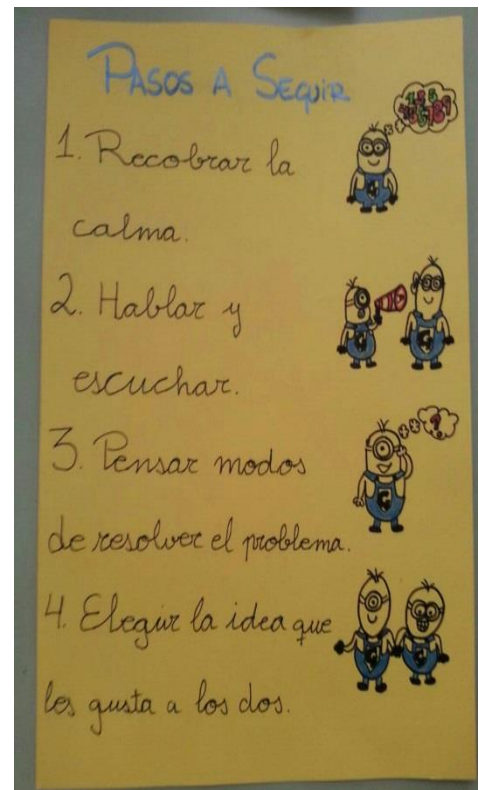 PASOS A SEGUIR
1. Recobrar la
calma.
2. Hablar y
escuchar.
3. Pensar modos
de resolver el problema.
?
4. Elegir la idea que
les gusta a los dos.